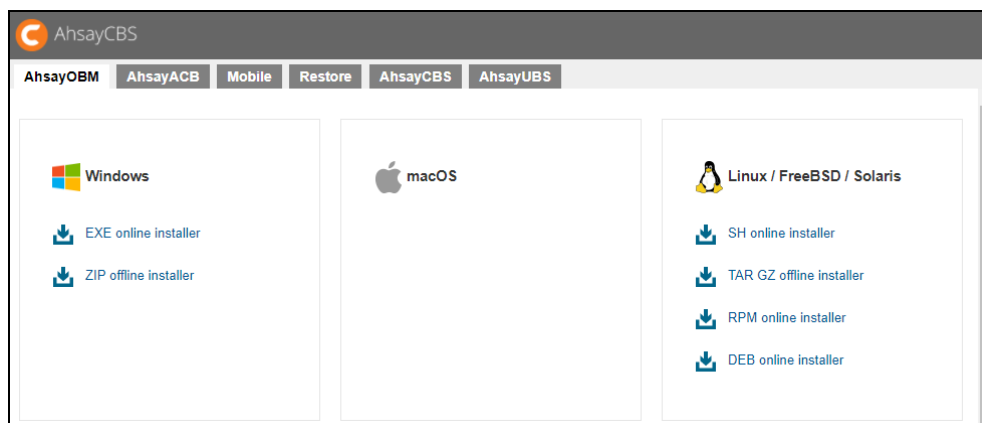 AhsayCBS
AhsayOBM AhsayACB Mobile Restore AhsayCBS AhsayUBS
Windows
EXE online installer
ZIP offline installer
macOS
Linux / FreeBSD / Solaris
SH online installer
TAR GZ offline installer
RPM online installer
DEB online installer